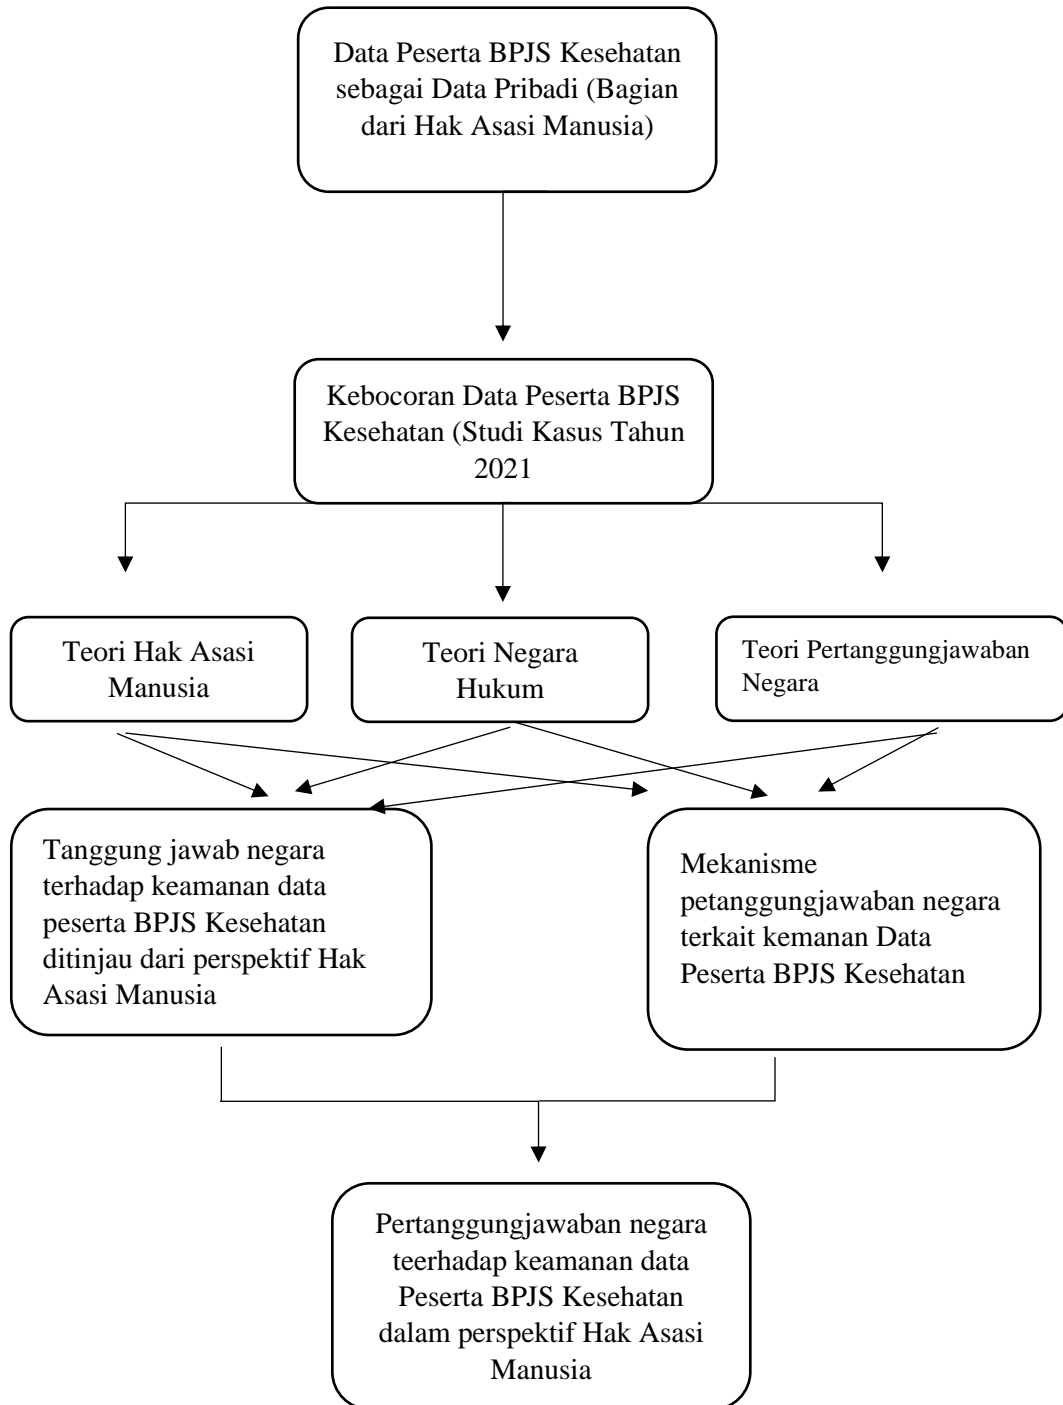 Data Peserta BPJS Kesehatan
sebagai Data Pribadi (Bagian
dari Hak Asasi Manusia)
Kebocoran Data Peserta BPJS
Kesehatan (Studi Kasus Tahun
2021
Teori Hak Asasi
Manusia
Teori Negara
Hukum
Teori Pertanggungjawaban
Negara
Tanggung jawab negara
terhadap keamanan data
peserta BPJS Kesehatan
ditinjau dari perspektif Hak
Asasi Manusia
Mekanisme
petanggungjawaban negara
terkait kemanan Data
Peserta BPJS Kesehatan
Pertanggungjawaban negara
teerhadap keamanan data
Peserta BPJS Kesehatan
dalam perspektif Hak Asasi
Manusia